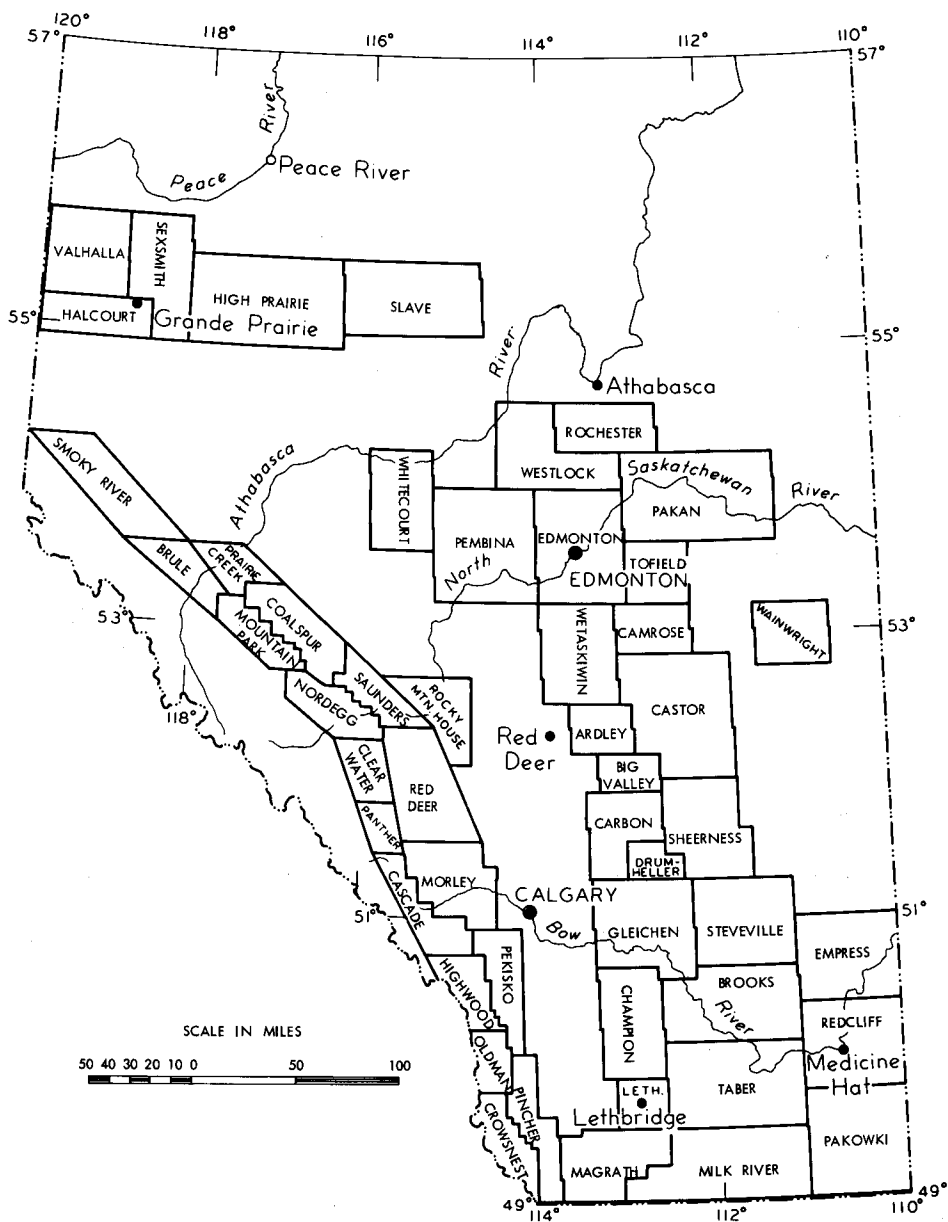 120°
118°
116°
114°
112°
110°
57°
57°
River
Peace
Peace River
VALHALLA
SEXSMITH
HALCOURT
Grande Prairie
HIGH PRAIRIE
SLAVE
55°
55°
River
Athabasca
Athabasca
ROCHESTER
WESTLOCK
WHITECOURT
Saskatchewan
River
PAKAN
SMOKY RIVER
PEMBINA
EDMONTON
EDMONTON
North
TOFIELD
BRULE
PRAIRIE
CREEK
COALSPUR
53°
53°
MOUNTAIN
PARK
WETASKIWIN
CAMROSE
WAINWRIGHT
NORDEGG
SAUNDERS
ROCKY
MTN. HOUSE
CASTOR
118°
Red
Deer
ARDLEY
CLEAR
WATER
RED
DEER
BIG
VALLEY
PANTHER
CARBON
SHEERNESS
DRUM-
HELLER
CASCADE
MORLEY
CALGARY
51°
51°
Bow
River
GLEICHEN
STEVEVILLE
EMPRESS
HIGHWOOD
PEKISKO
BROOKS
CHAMPION
REDCLIFF
SCALE IN MILES
50 40 30 20 10 0 50 100
OLDMAN
Medicine
Hat
LETH.
Lethbridge
TABER
PINCHER
CROWSNEST
MAGRATH
MILK RIVER
PAKOWKI
49°
49°
114°
112°
110°